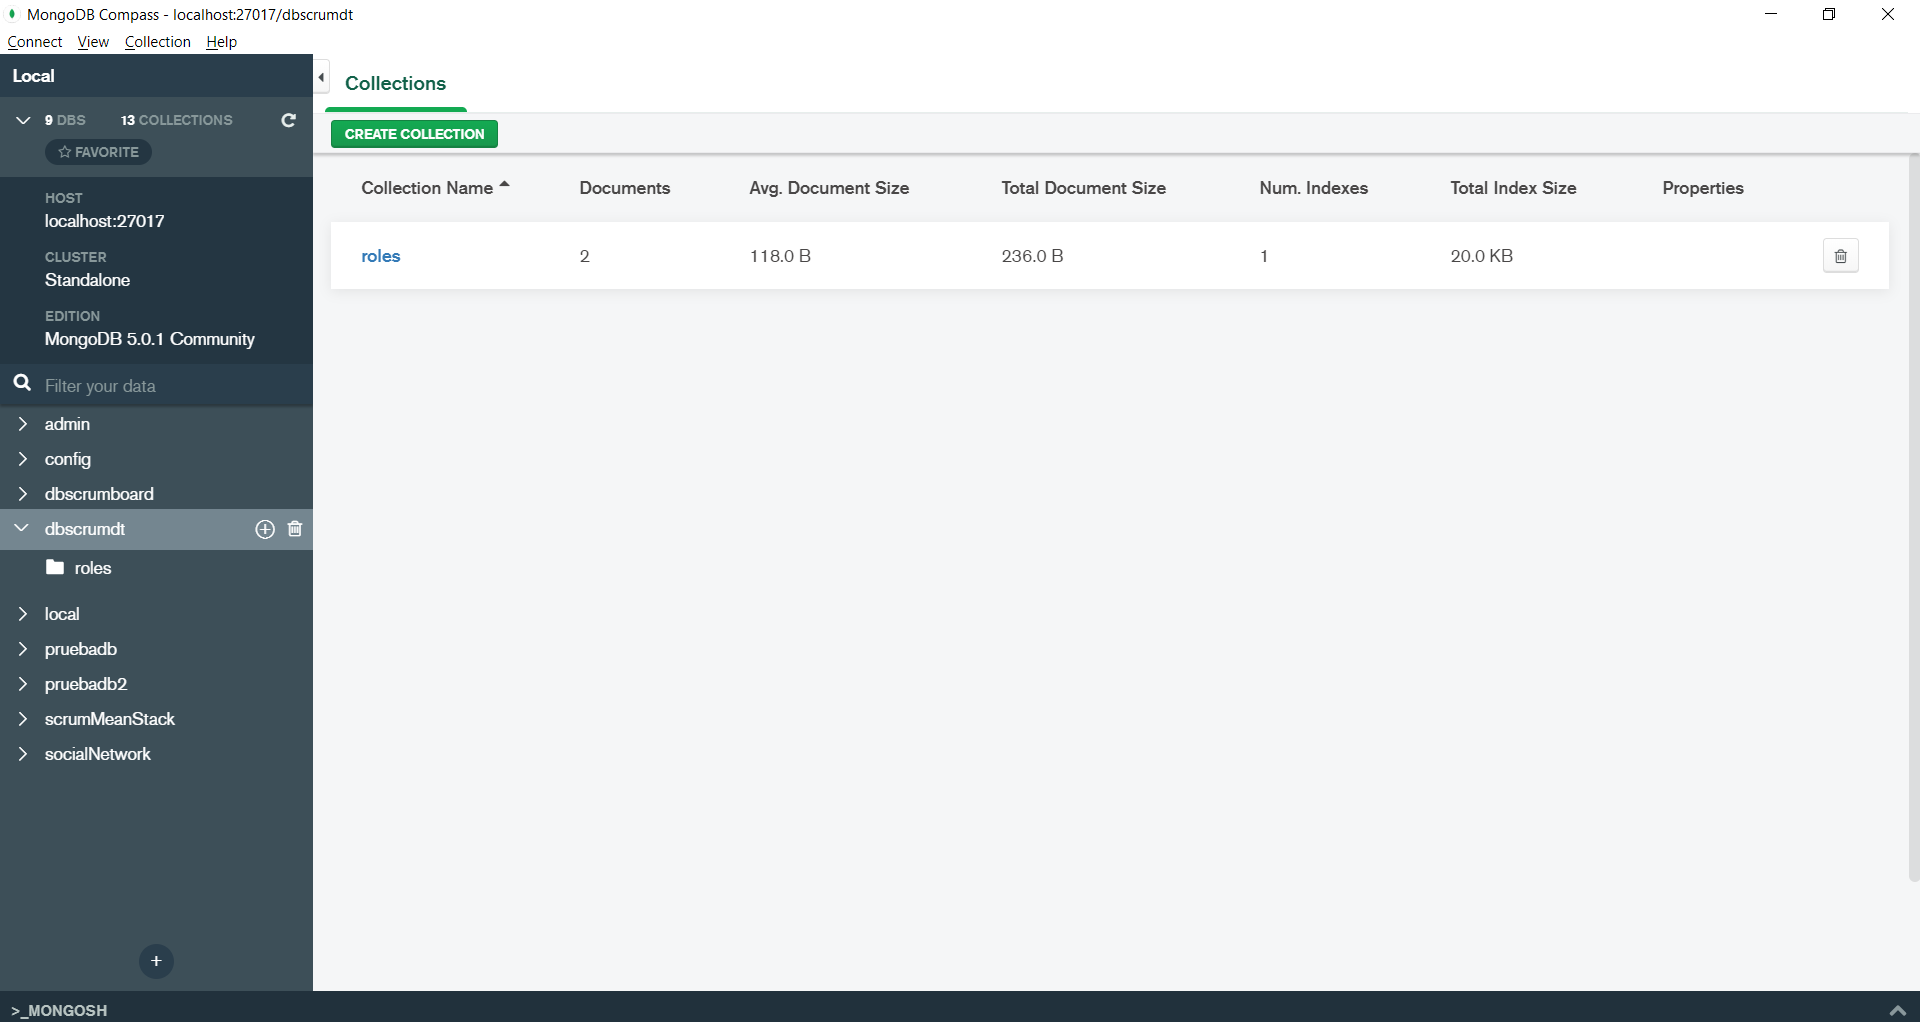 MongoDB Compass - localhost:27017/dbscrumdt
Connect View Collection Help
Local
9 DBS 13 COLLECTIONS
FAVORITE
HOST
localhost:27017
CLUSTER
Standalone
EDITION
MongoDB 5.0.1 Community
Filter your data
admin
config
dbscrumboard
dbscrumdt
roles
local
pruebadb
pruebadb2
scrumMeanStack
socialNetwork
Collections
CREATE COLLECTION
Collection Name Documents Avg. Document Size Total Document Size Num. Indexes Total Index Size Properties
roles 2 118.0 B 236.0 B 1 20.0 KB
>_MONGOSH